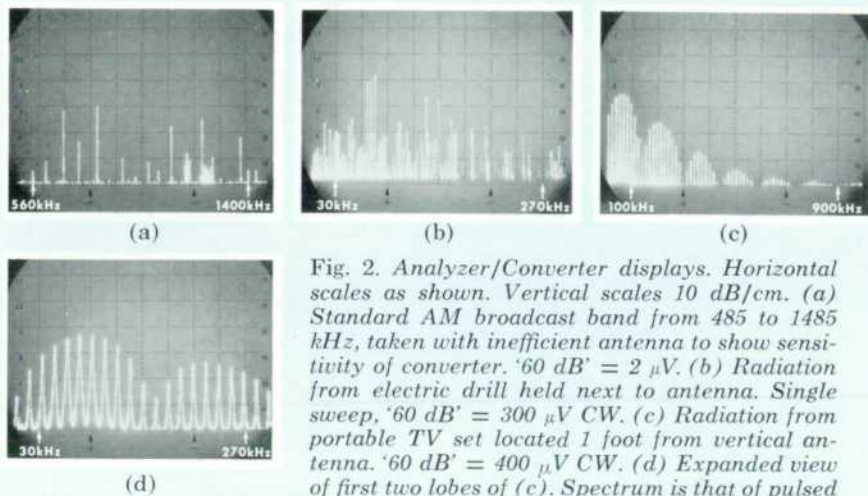 560kHz 1400kHz
30kHz 270kHz
100kHz 900kHz
(a) (b) (c)
30kHz 270kHz
(d)
Fig. 2. Analyzer/Converter displays. Horizontal
scales as shown. Vertical scales 10 dB/cm. (a)
Standard AM broadcast band from 485 to 1485
kHz, taken with inefficient antenna to show sensi-
tivity of converter. ‘60 dB’ = 2 μV. (b) Radiation
from electric drill held next to antenna. Single
sweep, ‘60 dB’ = 300 μV CW. (c) Radiation from
portable TV set located 1 foot from vertical an-
tenna. ‘60 dB’ = 400 μV CW. (d) Expanded view
of first two lobes of (c). Spectrum is that of pulsed